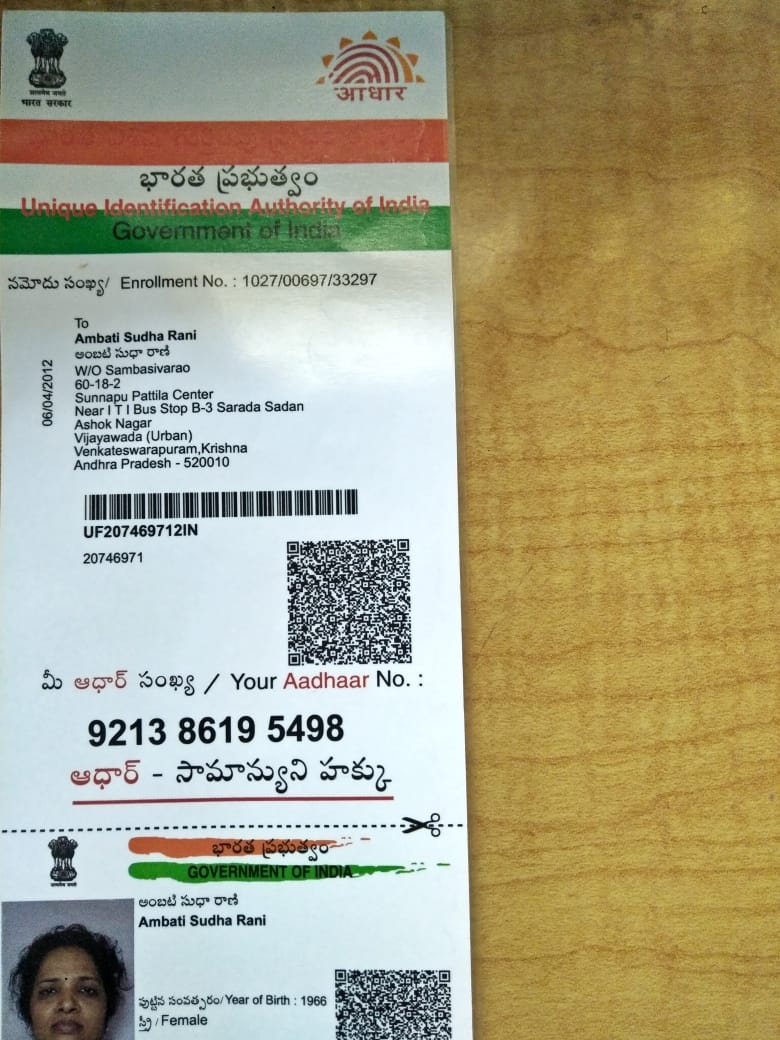 सत्यमेव जयते
भारत सरकार
आधार
భారత ప్రభుత్వం
Unique Identification Authority of India
Government of India
నమోదు సంఖ్య/ Enrollment No. : 1027/00697/33297
06/04/2012
To
Ambati Sudha Rani
అంబటి సుధా రాణి
W/O Sambasivarao
60-18-2
Sunnapu Pattila Center
Near I T I Bus Stop B-3 Sarada Sadan
Ashok Nagar
Vijayawada (Urban)
Venkateswarapuram,Krishna
Andhra Pradesh - 520010
UF207469712IN
20746971
మీ ఆధార్ సంఖ్య / Your Aadhaar No. :
9213 8619 5498
ఆధార్ - సామాన్యుని హక్కు
భారత ప్రభుత్వం
GOVERNMENT OF INDIA
అంబటి సుధా రాణి
Ambati Sudha Rani
పుట్టిన సంవత్సరం/Year of Birth : 1966
స్త్రీ / Female